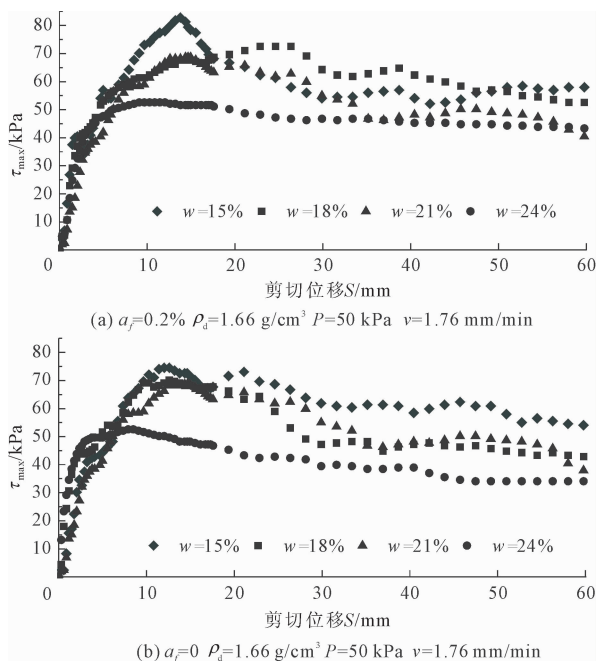 80
70
60
50
40
30
20
10
τmax/kPa
w=15% w=18% w=21% w=24%
0 10 20 30 40 50 60
剪切位移S/mm
(a) af=0.2% ρd=1.66 g/cm³ P=50 kPa v=1.76 mm/min
80
70
60
50
40
30
20
10
τmax/kPa
w=15% w=18% w=21% w=24%
0 10 20 30 40 50 60
剪切位移S/mm
(b) af=0 ρd=1.66 g/cm³ P=50 kPa v=1.76 mm/min